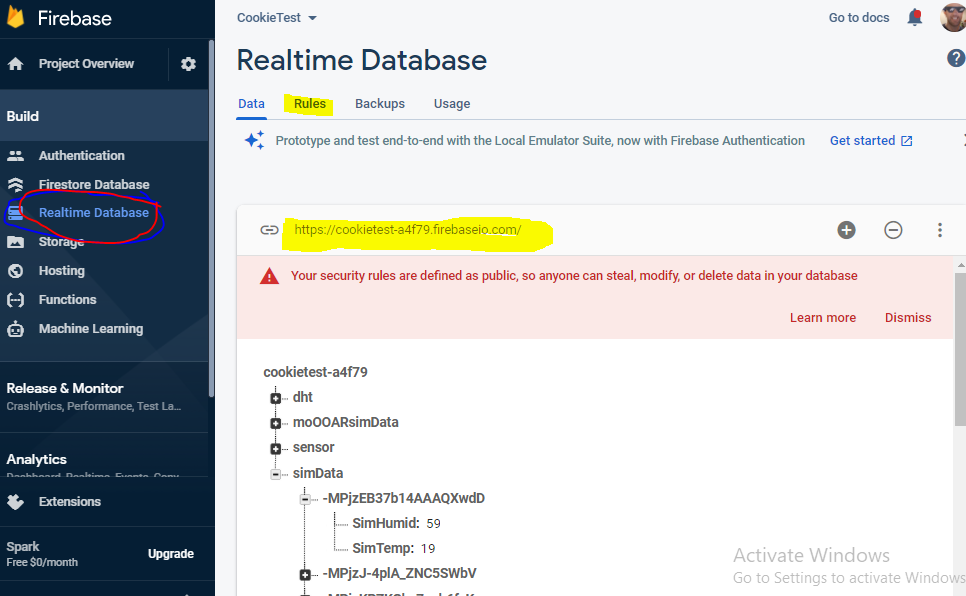 Firebase
CookieTest
Go to docs
Project Overview
Realtime Database
?
Build
Data Rules Backups Usage
Prototype and test end-to-end with the Local Emulator Suite, now with Firebase Authentication Get started
Authentication
Firestore Database
Realtime Database
Storage
Hosting
Functions
Machine Learning
https://cookietest-a4f79.firebaseio.com/
Your security rules are defined as public, so anyone can steal, modify, or delete data in your database
Learn more Dismiss
Release & Monitor
Crashlytics, Performance, Test La...
Analytics
Dashboard, Realtime, Events, Conv...
Extensions
Spark
Free $0/month
Upgrade
cookietest-a4f79
dht
moOOARsimData
sensor
simData
-MPjzEB37b14AAAQXwdD
SimHumid: 59
SimTemp: 19
-MPjzJ-4plA_ZNC5SWbV
Activate Windows
Go to Settings to activate Windows